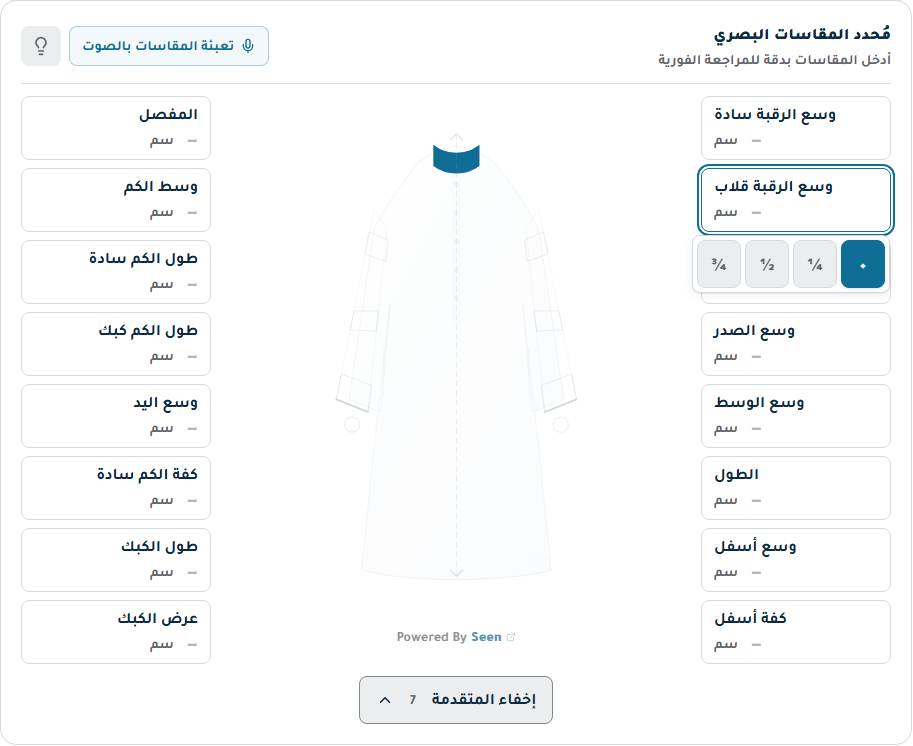 مُحدد المقاسات البصري
أدخل المقاسات بدقة للمراجعة الفورية
تعبئة المقاسات بالصوت
وسع الرقبة سادة
— سم
وسع الرقبة قلاب
— سم
٠ ¼ ½ ¾
وسع الصدر
— سم
وسع الوسط
— سم
الطول
— سم
وسع أسفل
— سم
كفة أسفل
— سم
المفصل
— سم
وسط الكم
— سم
طول الكم سادة
— سم
طول الكم كبك
— سم
وسع اليد
— سم
كفة الكم سادة
— سم
طول الكبك
— سم
عرض الكبك
— سم
Powered By Seen
إخفاء المتقدمة 7